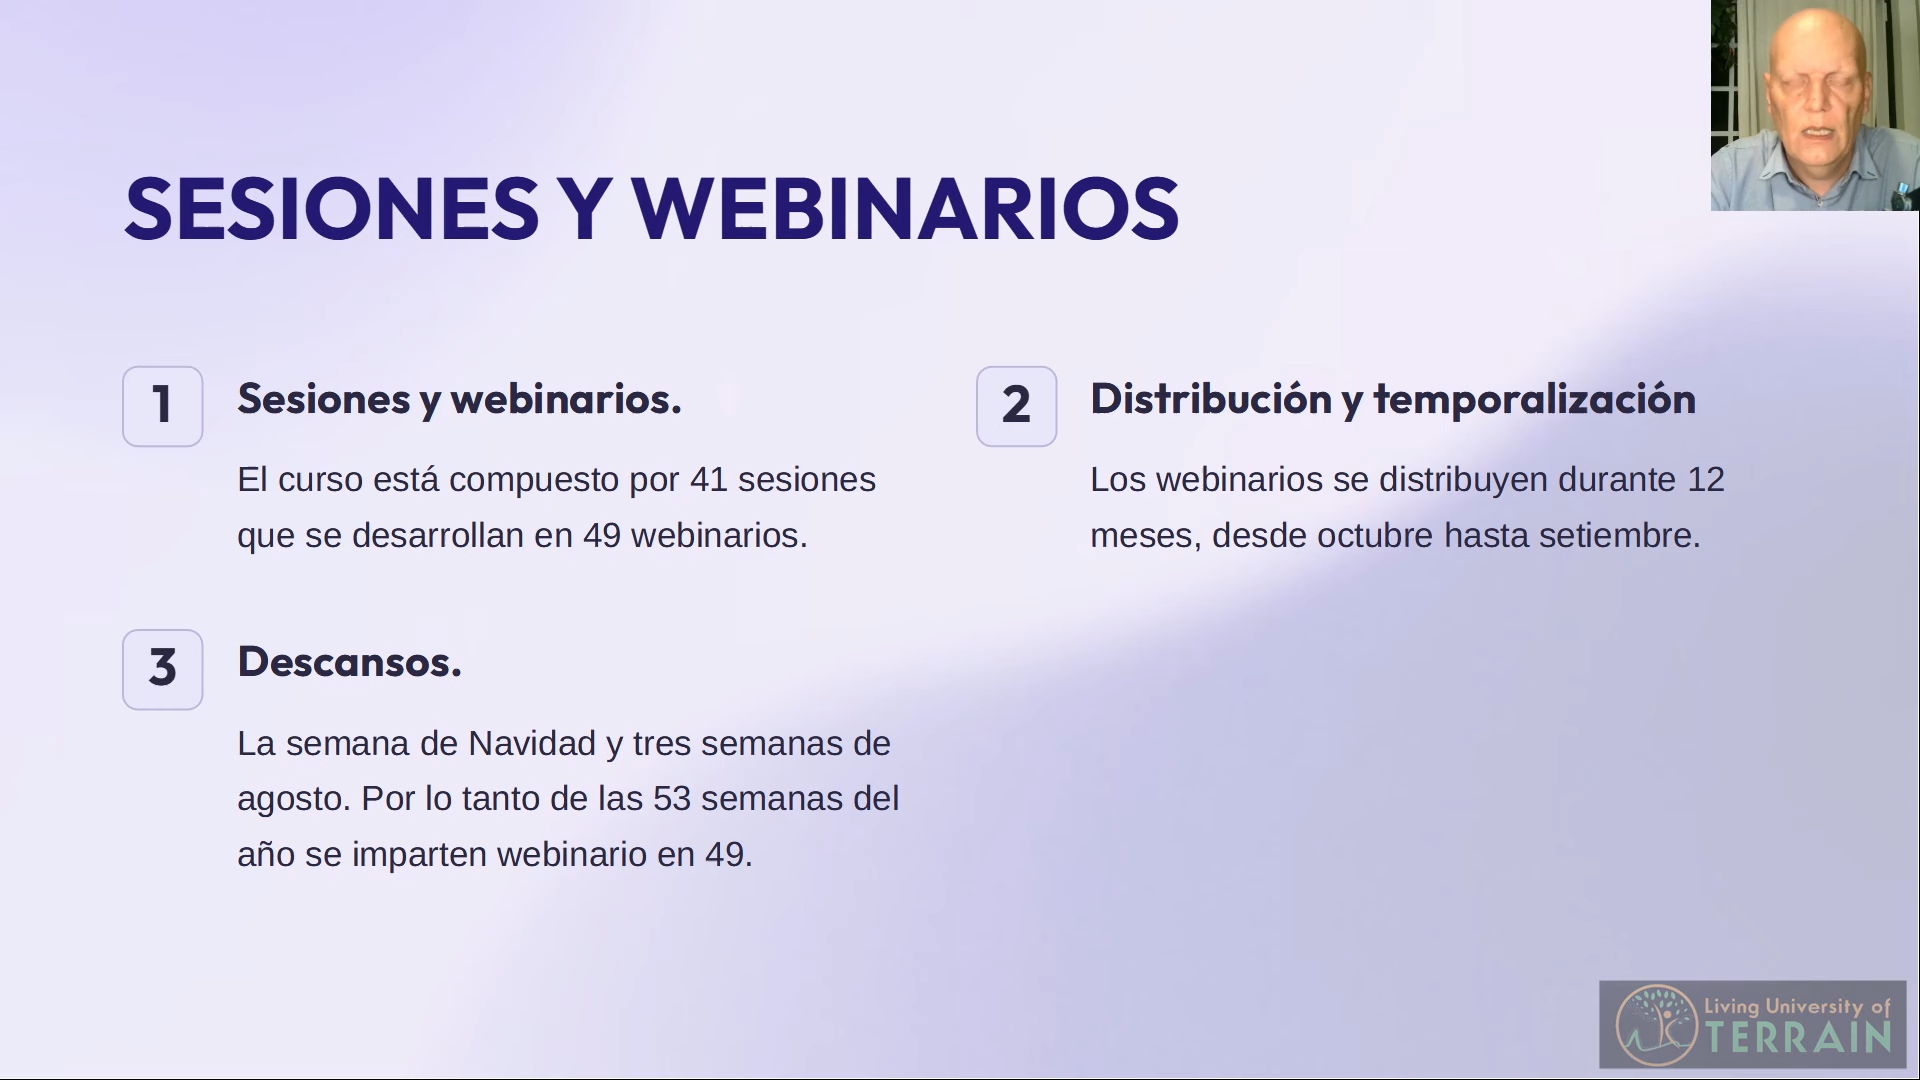 SESIONES Y WEBINARIOS
1
Sesiones y webinarios.
El curso está compuesto por 41 sesiones
que se desarrollan en 49 webinarios.
2
Distribución y temporalización
Los webinarios se distribuyen durante 12
meses, desde octubre hasta setiembre.
3
Descansos.
La semana de Navidad y tres semanas de
agosto. Por lo tanto de las 53 semanas del
año se imparten webinario en 49.
Living University of
TERRAIN